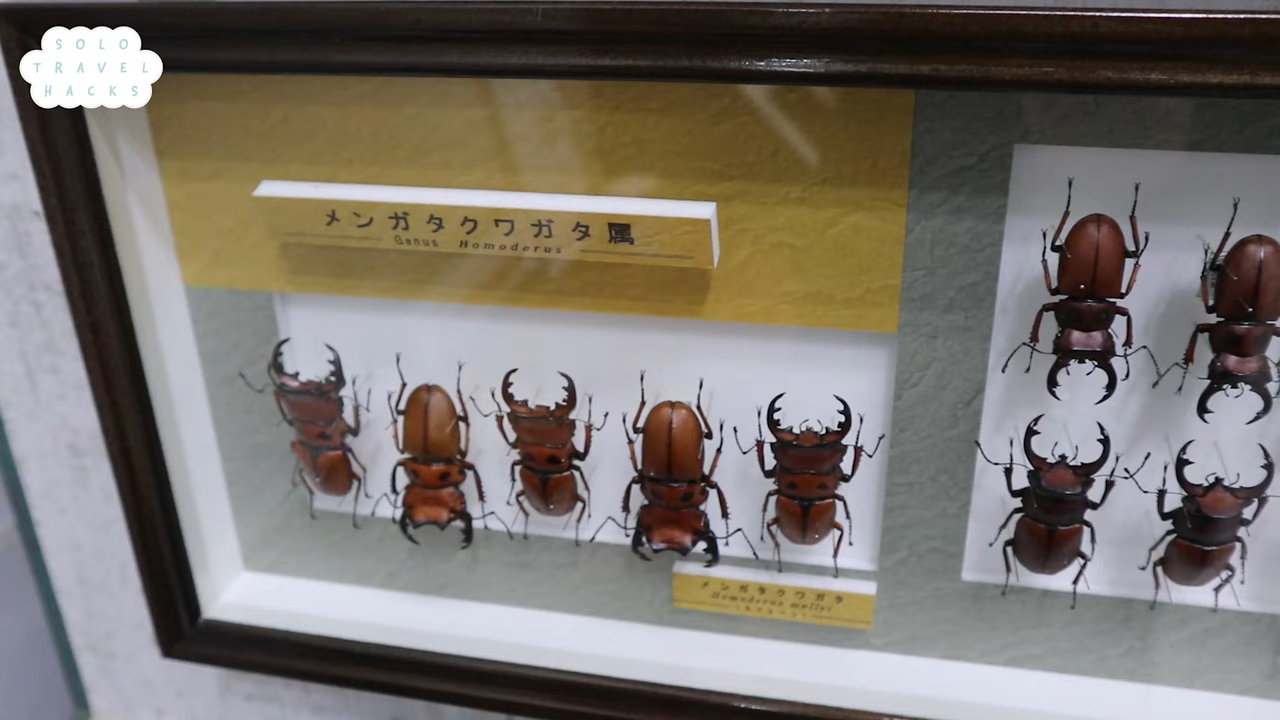 SOLO
TRAVEL
HACKS
メンガタクワガタ属
Genus Homoderus
メンガタクワガタ
Homoderus mellyi